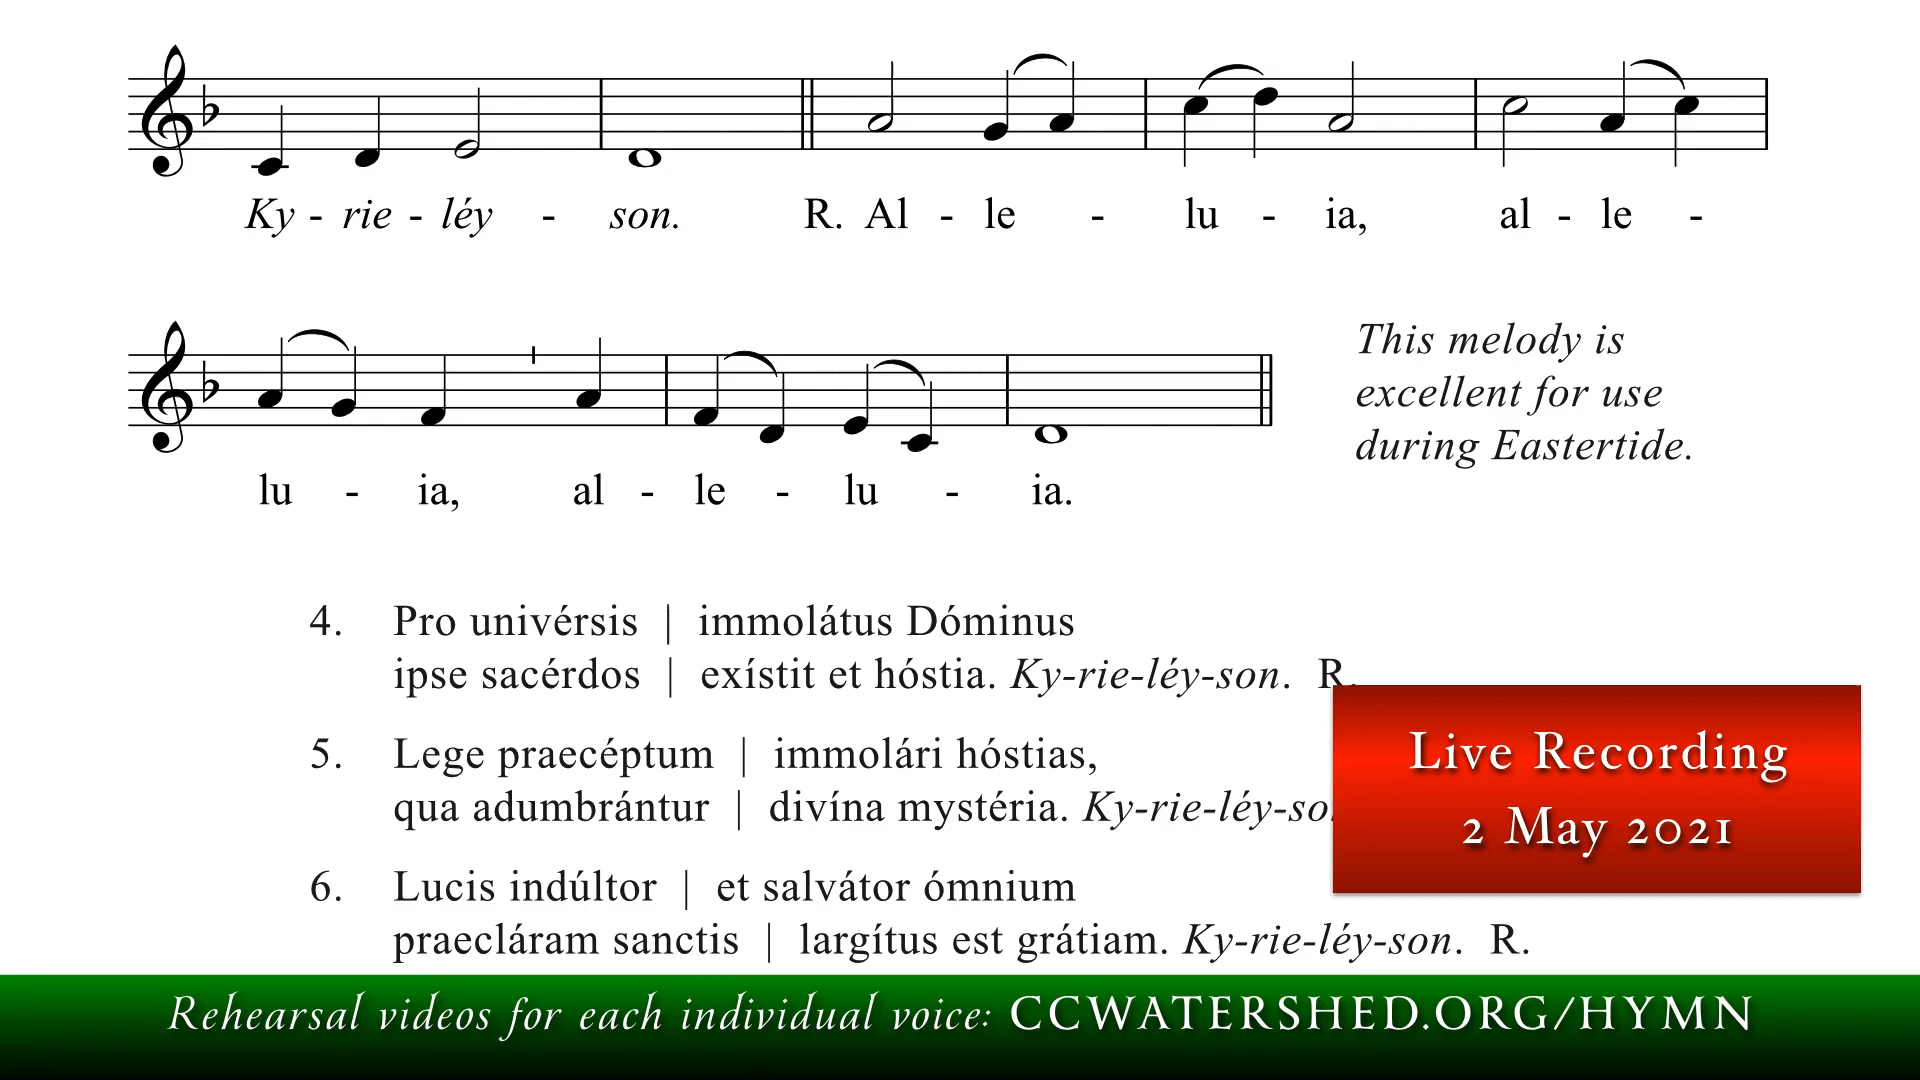 Ky - rie - léy - son. R. Al - le - lu - ia, al - le -
lu - ia, al - le - lu - ia.
This melody is
excellent for use
during Eastertide.
4. Pro univérsis | immolátus Dóminus
ipse sacérdos | exístit et hóstia. Ky-rie-léy-son. R.
5. Lege praecéptum | immolári hóstias,
qua adumbrántur | divína mystéria. Ky-rie-léy-so
6. Lucis indúltor | et salvátor ómnium
praecláram sanctis | largítus est grátiam. Ky-rie-léy-son. R.
Live Recording
2 May 2021
Rehearsal videos for each individual voice: CCWATERSHED.ORG/HYMN